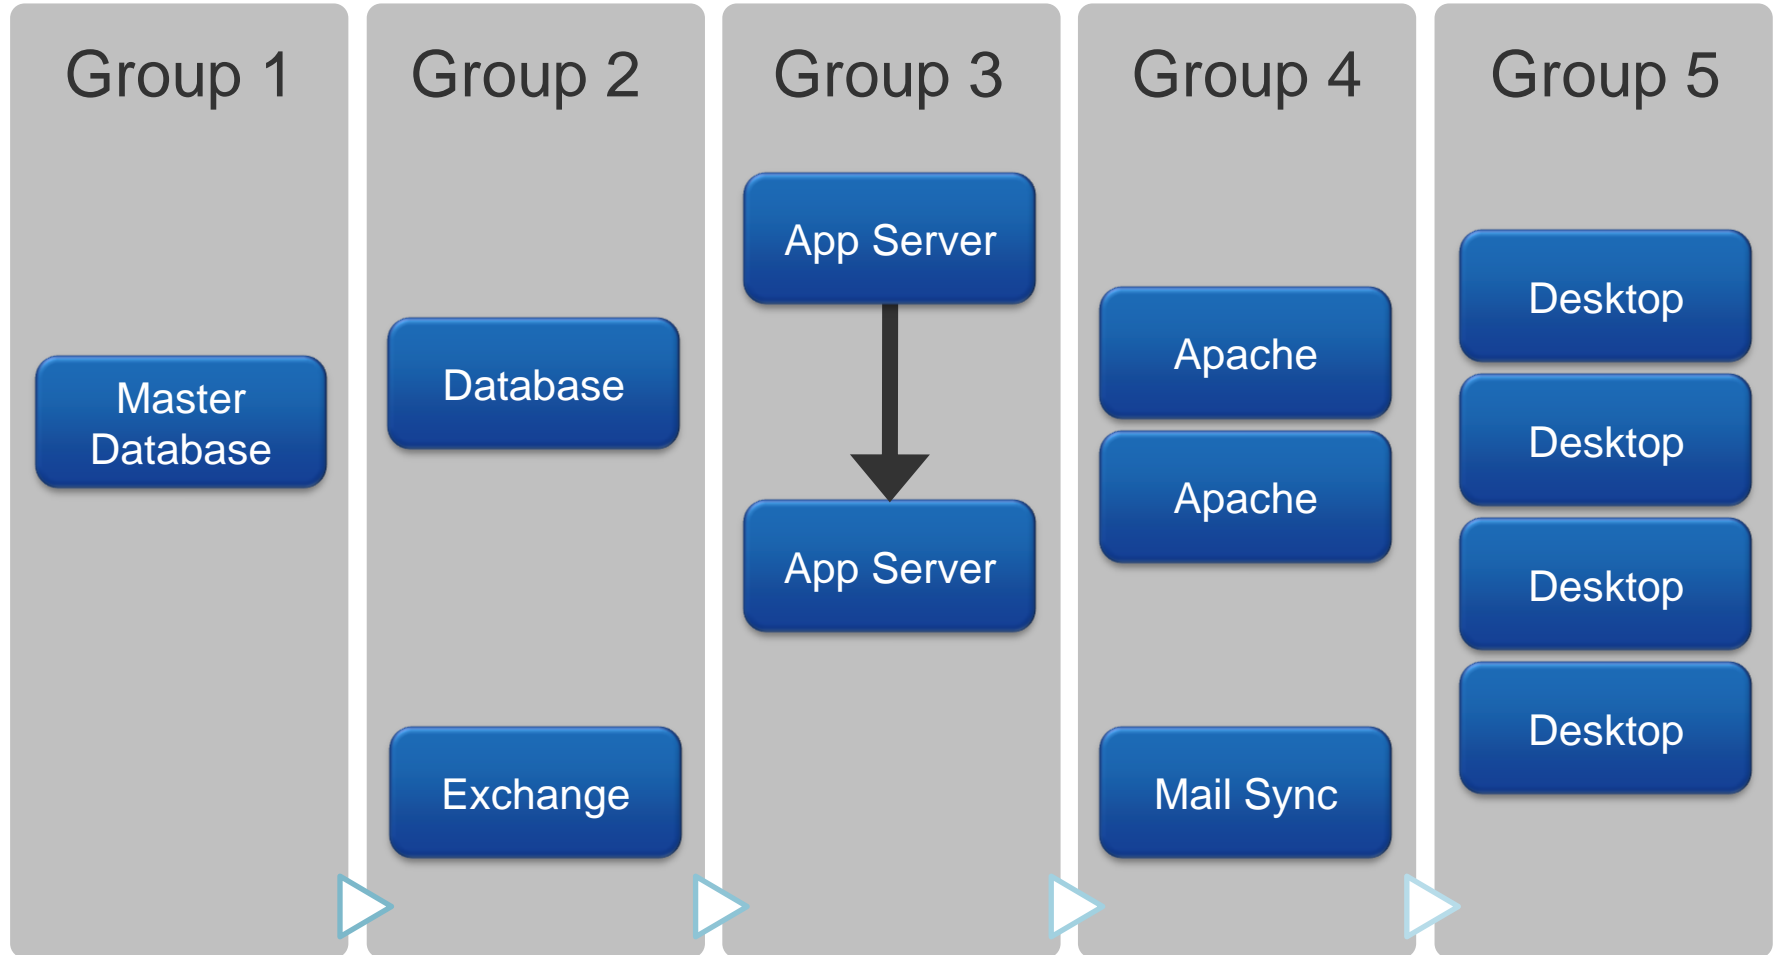 Group 1
Group 2
Group 3
Group 4
Group 5
Master
Database
Database
Exchange
App Server
App Server
Apache
Apache
Mail Sync
Desktop
Desktop
Desktop
Desktop